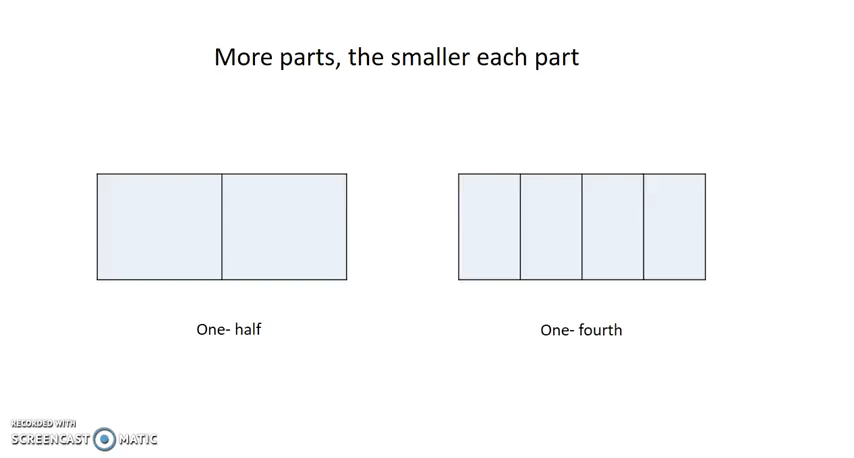 More parts, the smaller each part
One- half
One- fourth
RECORDED WITH
SCREENCAST MATIC